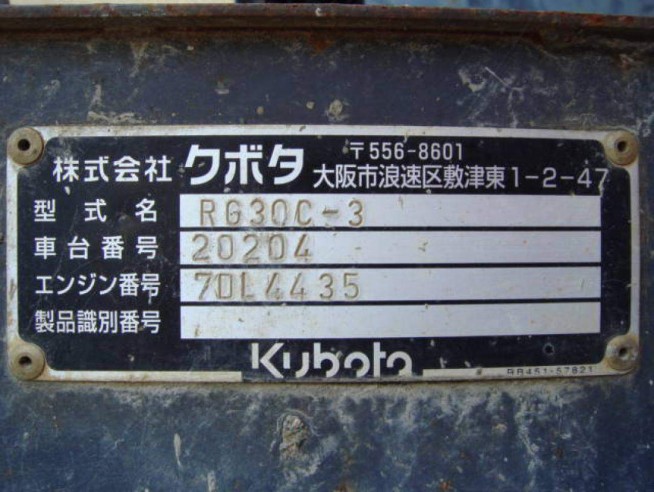 株式会社 クボタ 〒556-8601
大阪市浪速区敷津東1-2-47
型式名 RG30C-3
車台番号 20204
エンジン番号 7DL4435
製品識別番号
Kubota
RB451-57821